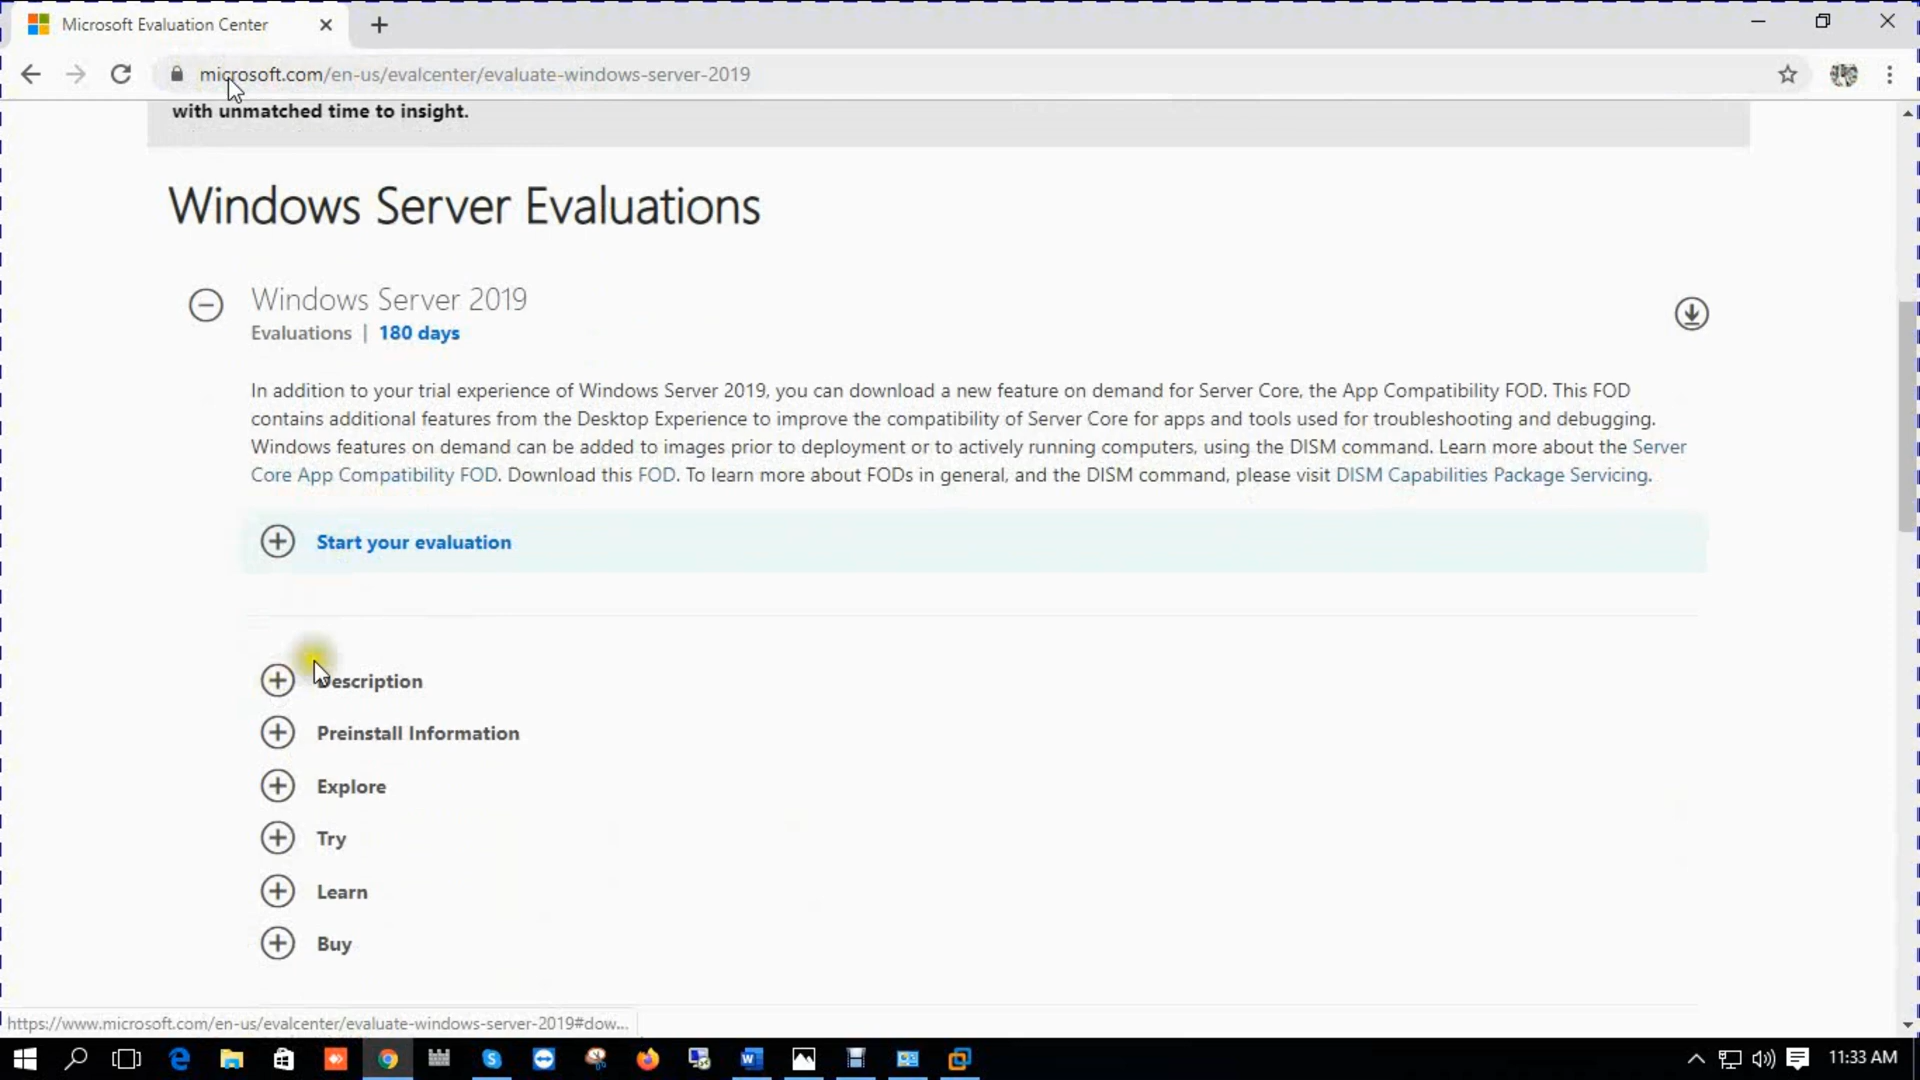 Microsoft Evaluation Center
microsoft.com/en-us/evalcenter/evaluate-windows-server-2019
with unmatched time to insight.
Windows Server Evaluations
Windows Server 2019
Evaluations | 180 days
In addition to your trial experience of Windows Server 2019, you can download a new feature on demand for Server Core, the App Compatibility FOD. This FOD
contains additional features from the Desktop Experience to improve the compatibility of Server Core for apps and tools used for troubleshooting and debugging.
Windows features on demand can be added to images prior to deployment or to actively running computers, using the DISM command. Learn more about the Server
Core App Compatibility FOD. Download this FOD. To learn more about FODs in general, and the DISM command, please visit DISM Capabilities Package Servicing.
Start your evaluation
Description
Preinstall Information
Explore
Try
Learn
Buy
https://www.microsoft.com/en-us/evalcenter/evaluate-windows-server-2019#dow...
11:33 AM